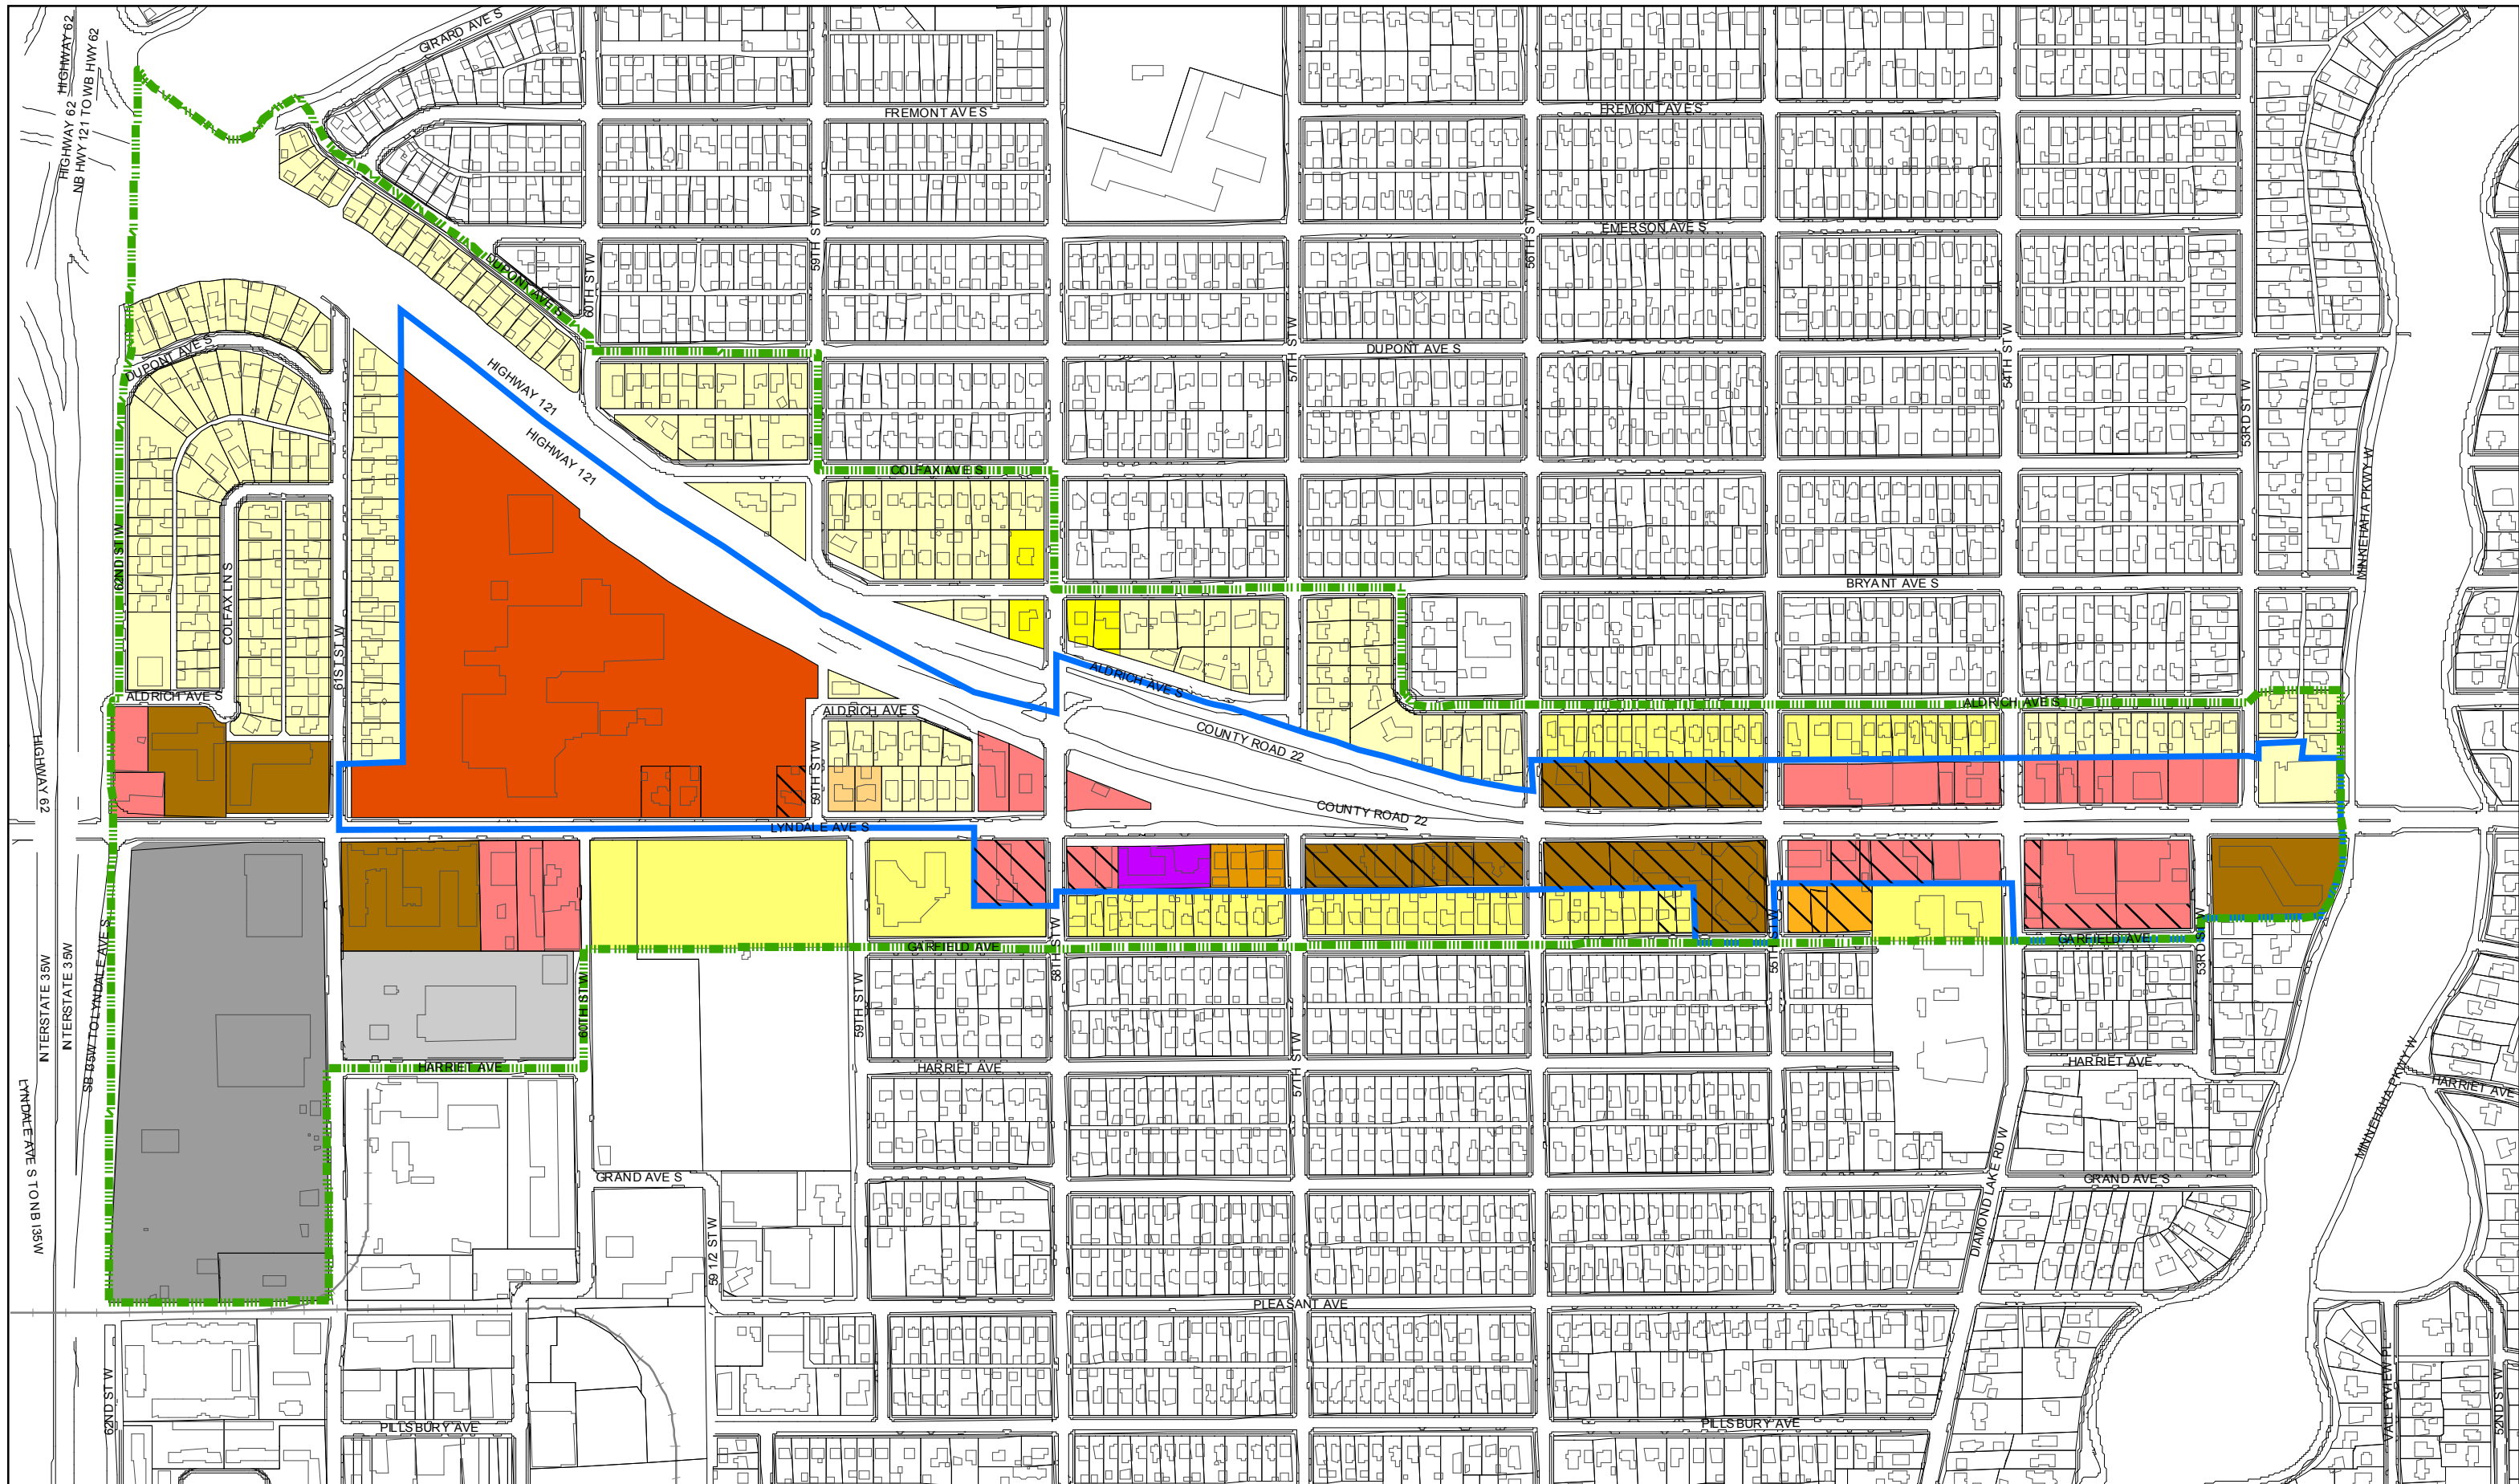 HIGHWAY 62
HIGHWAY 62
HIGHWAY 62
NB HWY 121 TO WB HWY 62
GIRARD AVE S
FREMONT AVE S
FREMONT AVE S
EMERSON AVE S
59TH ST W
56TH ST W
60TH ST W
DUPONT AVE S
DUPONT AVE S
DUPONT AVE S
57TH ST W
54TH ST W
53RD ST W
HIGHWAY 121
HIGHWAY 121
COLFAX AVE S
MINNEHAHA PKWY W
62ND ST W
COLFAX LN S
61ST ST W
BRYANT AVE S
ALDRICH AVE S
ALDRICH AVE S
ALDRICH AVE S
ALDRICH AVE S
COUNTY ROAD 22
COUNTY ROAD 22
59TH ST W
HIGHWAY 62
LYNDALE AVE S
58TH ST W
55TH ST W
53RD ST W
GARFIELD AVE
GARFIELD AVE
INTERSTATE 35W
INTERSTATE 35W
SB I35W TO LYNDALE AVE S
LYNDALE AVE S TO NB I35W
60TH ST W
59TH ST W
57TH ST W
HARRIET AVE
HARRIET AVE
HARRIET AVE
HARRIET AVE
MINNEHAHA PKWY W
GRAND AVE S
GRAND AVE S
DIAMOND LAKE RD W
59 1/2 ST W
PLEASANT AVE
62ND ST W
PILLSBURY AVE
PILLSBURY AVE
VALLEYVIEW PL
52ND ST W